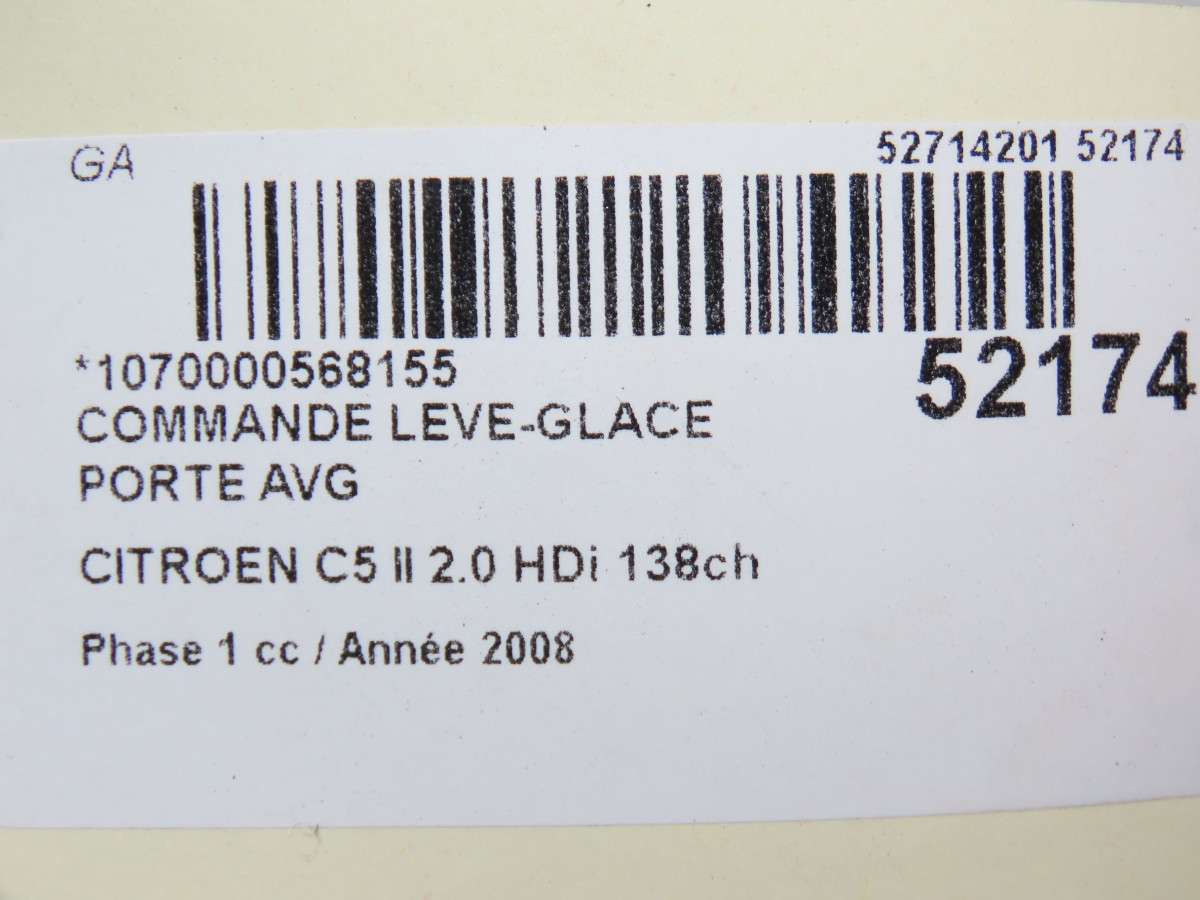 GA
52714201 52174
*1070000568155
52174
COMMANDE LEVE-GLACE
PORTE AVG
CITROEN C5 II 2.0 HDi 138ch
Phase 1 cc / Année 2008